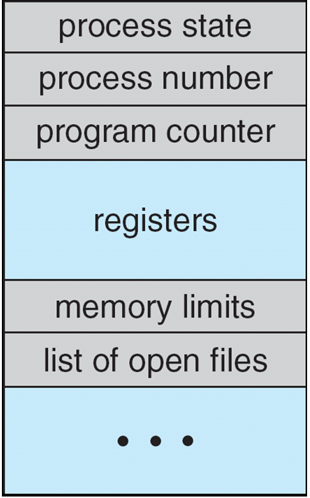 process state
process number
program counter
registers
memory limits
list of open files
• • •